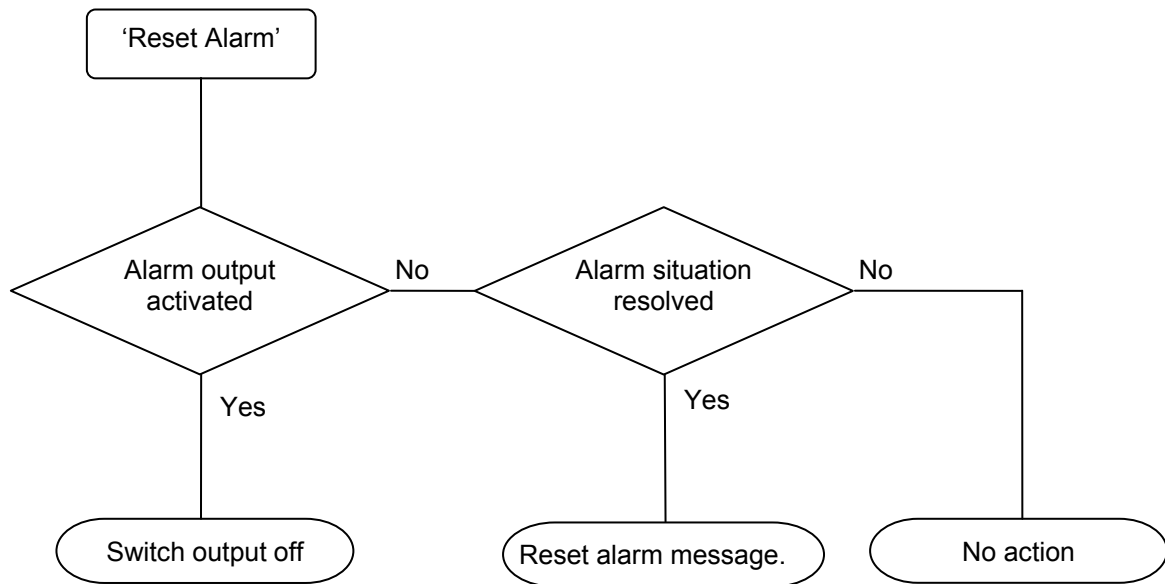 ‘Reset Alarm’
Alarm output
activated
No
Alarm situation
resolved
No
Yes
Yes
Switch output off
Reset alarm message.
No action